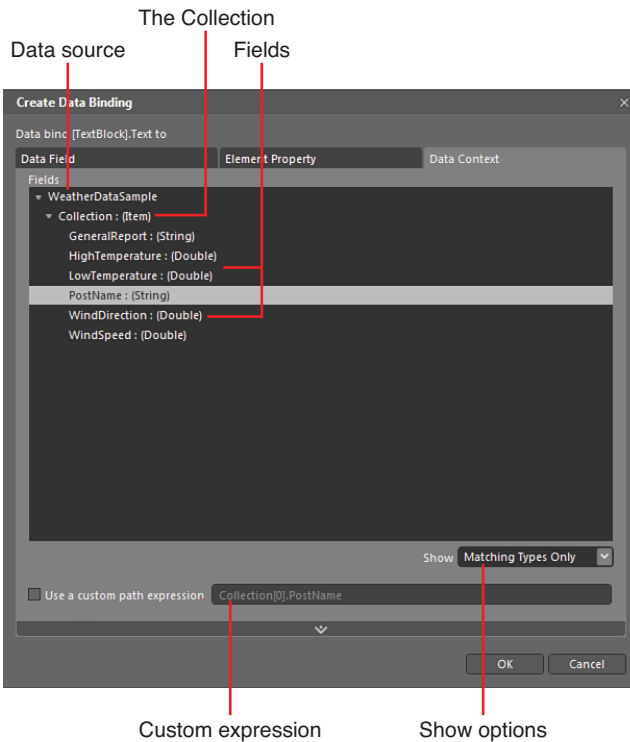 The Collection
Data source
Fields
Create Data Binding
Data bind [TextBlock].Text to
Data Field
Element Property
Data Context
Fields
WeatherDataSample
Collection : (Item)
GeneralReport : (String)
HighTemperature : (Double)
LowTemperature : (Double)
PostName : (String)
WindDirection : (Double)
WindSpeed : (Double)
Show Matching Types Only
Use a custom path expression Collection[0].PostName
OK
Cancel
Custom expression
Show options